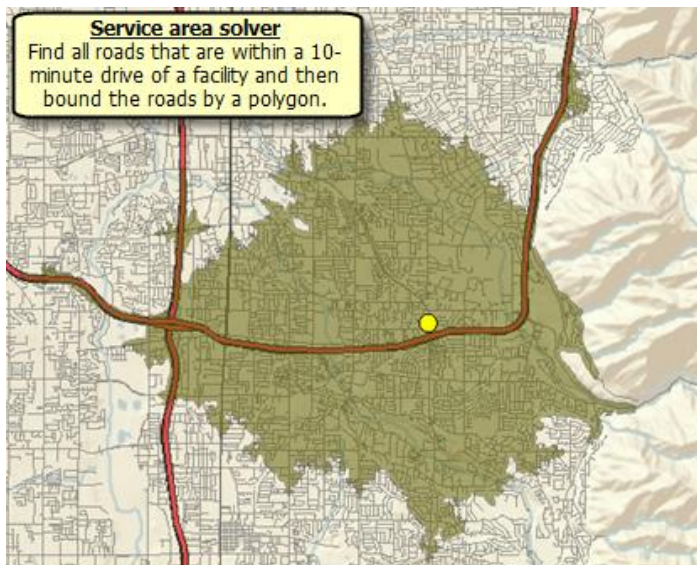 Service area solver
Find all roads that are within a 10-
minute drive of a facility and then
bound the roads by a polygon.